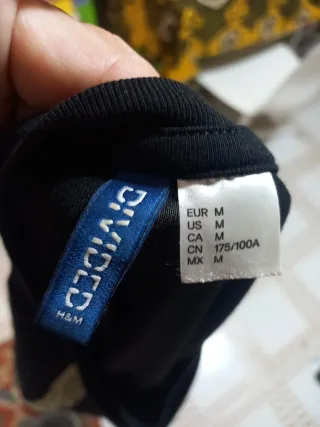 DIVIDED
H&M
EUR M
US M
CA M
CN 175/100A
MX M